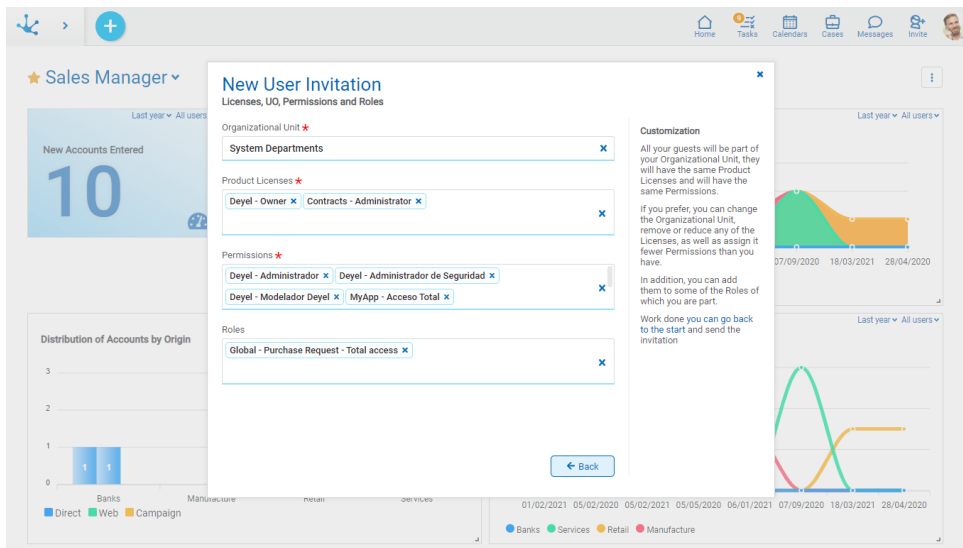 Home
9
Tasks
Calendars
Cases
Messages
Invite
Sales Manager
Last year All users
New Accounts Entered
10
Last year All users
07/09/2020 18/03/2021 28/04/2020
New User Invitation
Licenses, UO, Permissions and Roles
Organizational Unit *
System Departments
Product Licenses *
Deyel - Owner × Contracts - Administrator ×
Permissions *
Deyel - Administrador × Deyel - Administrador de Seguridad ×
Deyel - Modelador Deyel × MyApp - Acceso Total ×
Roles
Global - Purchase Request - Total access ×
Back
Customization
All your guests will be part of
your Organizational Unit, they
will have the same Product
Licenses and will have the
same Permissions.
If you prefer, you can change
the Organizational Unit,
remove or reduce any of the
Licenses, as well as assign it
fewer Permissions than you
have.
In addition, you can add
them to some of the Roles of
which you are part.
Work done you can go back
to the start and send the
invitation
Distribution of Accounts by Origin
3
2
1
0
1 1
Banks Manufacture Retail Services
Direct Web Campaign
Last year All users
01/02/2021 05/02/2020 05/02/2021 05/05/2020 06/01/2021 07/09/2020 18/03/2021 28/04/2020
Banks Services Retail Manufacture